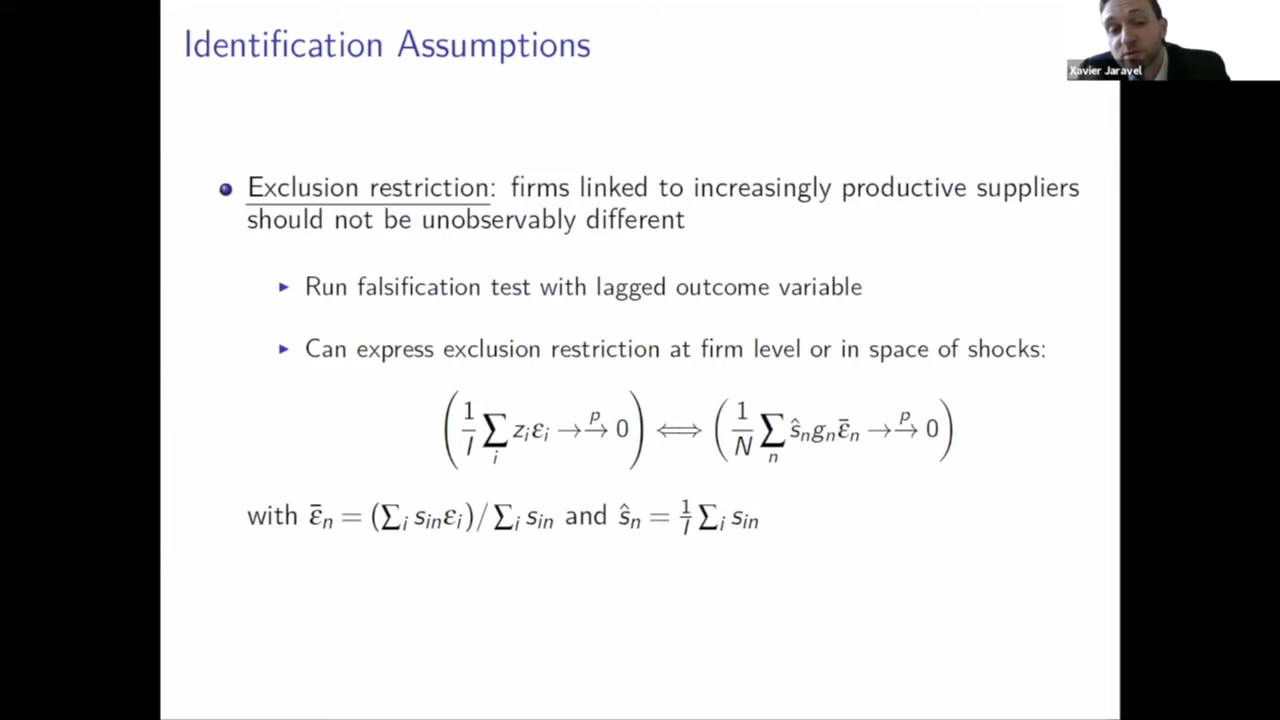 Identification Assumptions
Xavier Jaravel
Exclusion restriction: firms linked to increasingly productive suppliers
should not be unobservably different
Run falsification test with lagged outcome variable
Can express exclusion restriction at firm level or in space of shocks:
(1/I ∑_i z_i ε_i →→^p 0) ⟺ (1/N ∑_n ŝ_n g_n ε̄_n →→^p 0)
with ε̄_n = (∑_i s_in ε_i)/ ∑_i s_in and ŝ_n = 1/I ∑_i s_in